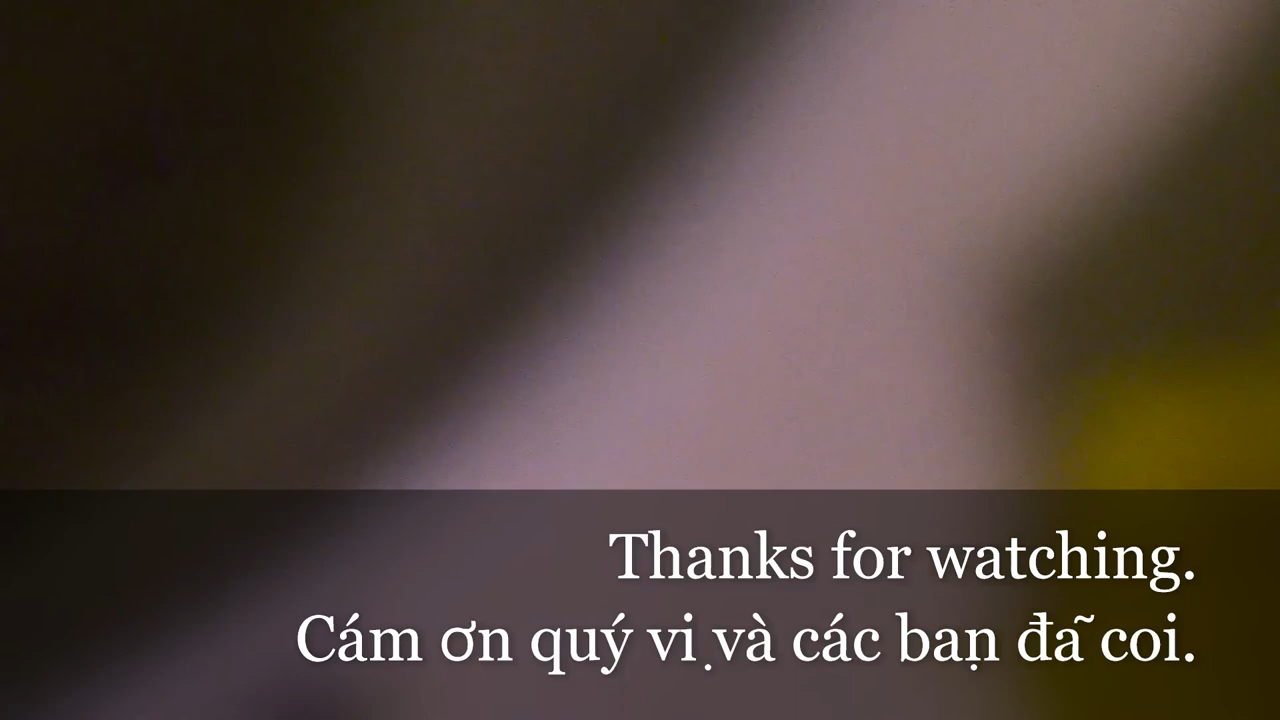 Thanks for watching.
Cám ơn quý vị và các bạn đã coi.